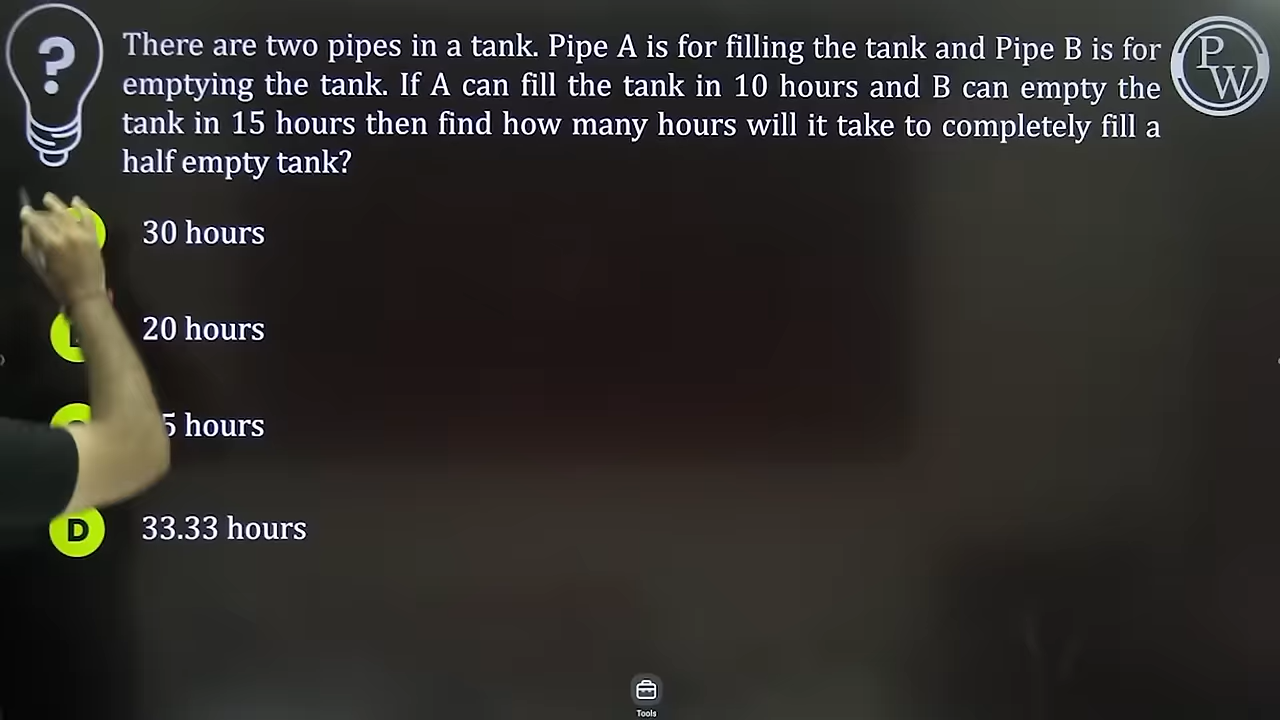 There are two pipes in a tank. Pipe A is for filling the tank and Pipe B is for
emptying the tank. If A can fill the tank in 10 hours and B can empty the
tank in 15 hours then find how many hours will it take to completely fill a
half empty tank?
PW
30 hours
20 hours
5 hours
D 33.33 hours
Tools